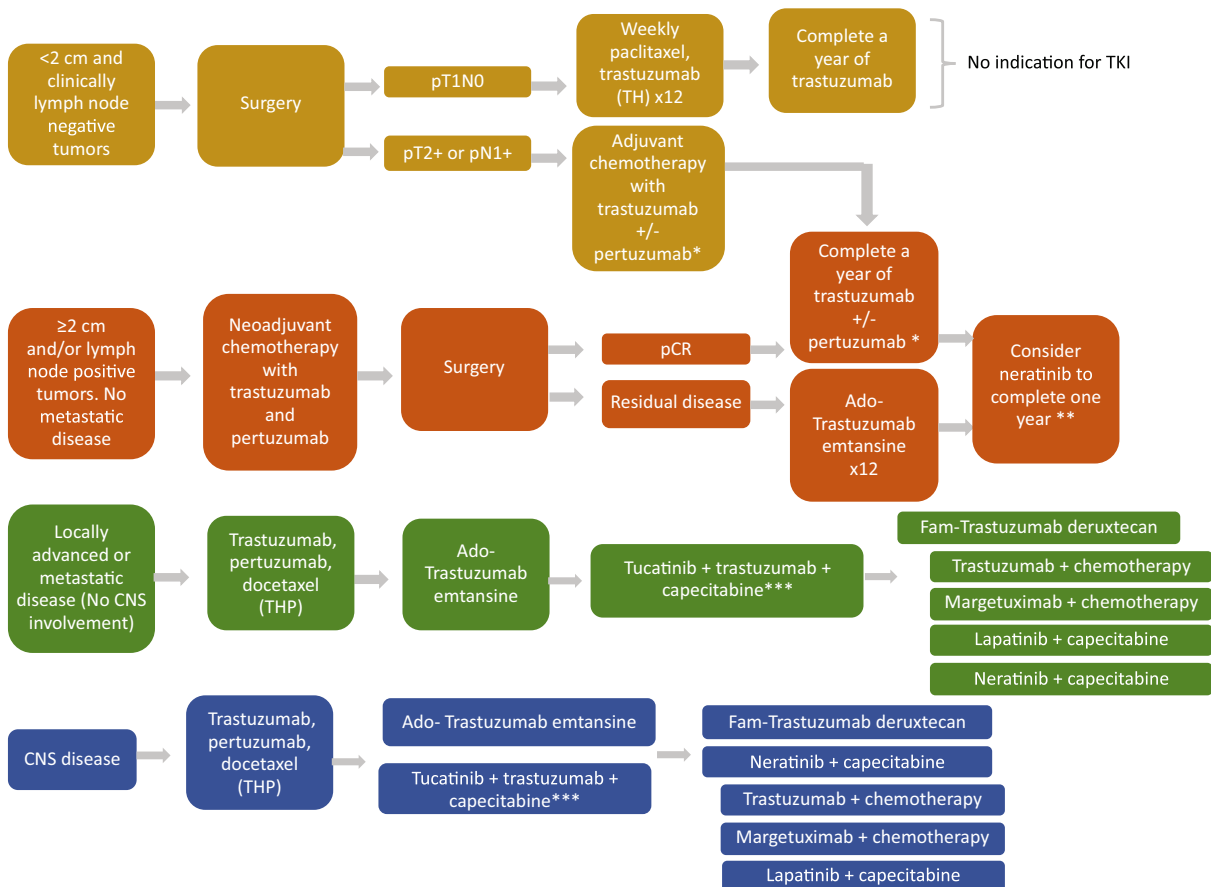 <2 cm and
clinically
lymph node
negative
tumors
Surgery
pT1N0
Weekly
paclitaxel,
trastuzumab
(TH) x12
Complete a
year of
trastuzumab
No indication for TKI
pT2+ or pN1+
Adjuvant
chemotherapy
with
trastuzumab
+/-
pertuzumab*
≥2 cm
and/or lymph
node positive
tumors. No
metastatic
disease
Neoadjuvant
chemotherapy
with
trastuzumab
and
pertuzumab
Surgery
pCR
Complete a
year of
trastuzumab
+/-
pertuzumab *
Residual disease
Ado-
Trastuzumab
emtansine
x12
Consider
neratinib to
complete one
year **
Locally
advanced or
metastatic
disease (No CNS
involvement)
Trastuzumab,
pertuzumab,
docetaxel
(THP)
Ado-
Trastuzumab
emtansine
Tucatinib + trastuzumab +
capecitabine***
Fam-Trastuzumab deruxtecan
Trastuzumab + chemotherapy
Margetuximab + chemotherapy
Lapatinib + capecitabine
Neratinib + capecitabine
CNS disease
Trastuzumab,
pertuzumab,
docetaxel
(THP)
Ado- Trastuzumab emtansine
Tucatinib + trastuzumab +
capecitabine***
Fam-Trastuzumab deruxtecan
Neratinib + capecitabine
Trastuzumab + chemotherapy
Margetuximab + chemotherapy
Lapatinib + capecitabine